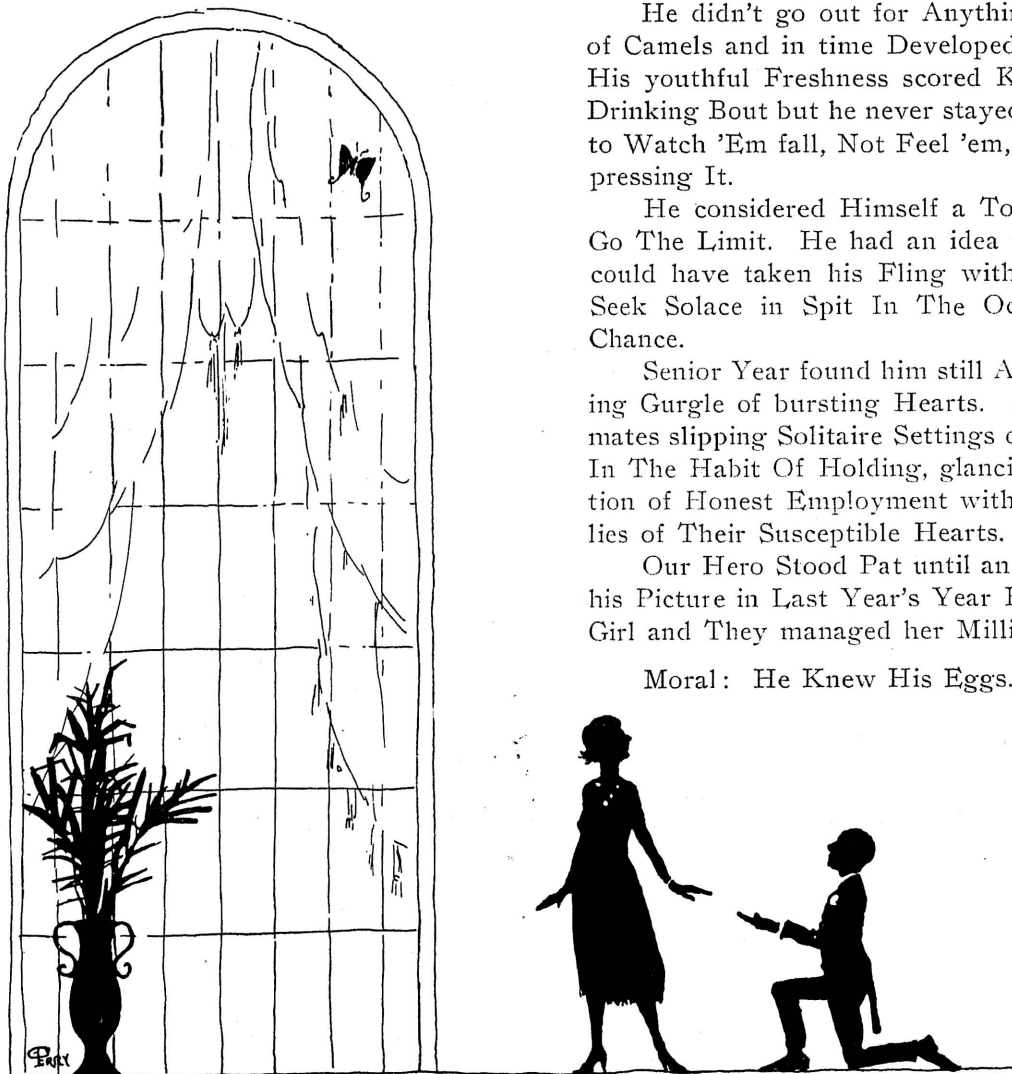 He didn't go out for Anythin
of Camels and in time Developed
His youthful Freshness scored K
Drinking Bout but he never stayed
to Watch 'Em fall, Not Feel 'em,
pressing It.
He considered Himself a To
Go The Limit. He had an idea
could have taken his Fling with
Seek Solace in Spit In The Oc
Chance.
Senior Year found him still A
ing Gurgle of bursting Hearts.
mates slipping Solitaire Settings o
In The Habit Of Holding, glanci
tion of Honest Employment with
lies of Their Susceptible Hearts.
Our Hero Stood Pat until an
his Picture in Last Year's Year
Girl and They managed her Milli
Moral: He Knew His Eggs.
PERRY